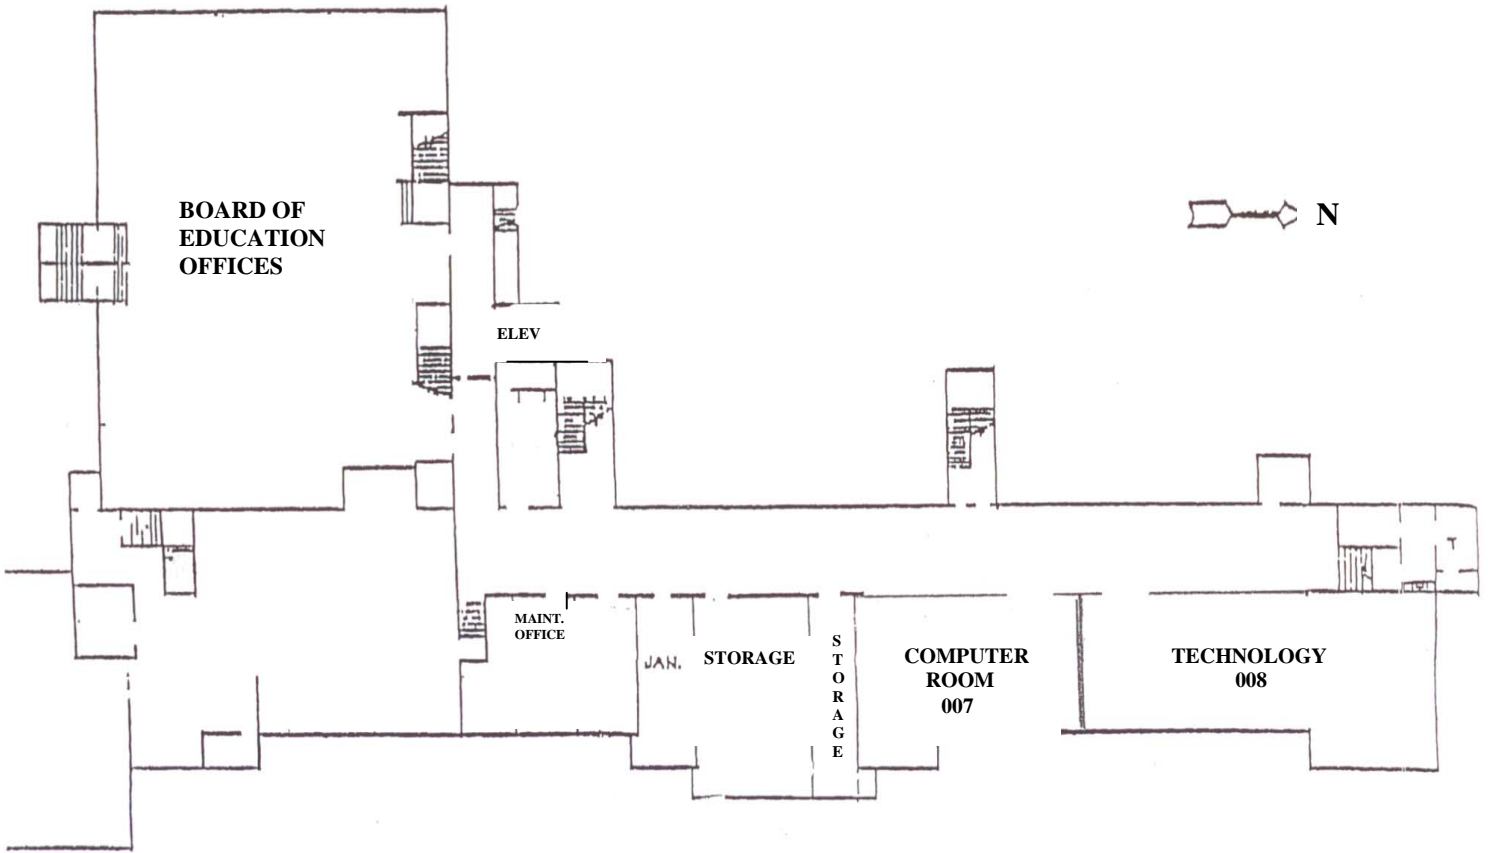 BOARD OF
EDUCATION
OFFICES
N
ELEV
MAINT.
OFFICE
JAN.
STORAGE
S
T
O
R
A
G
E
COMPUTER
ROOM
007
TECHNOLOGY
008
T